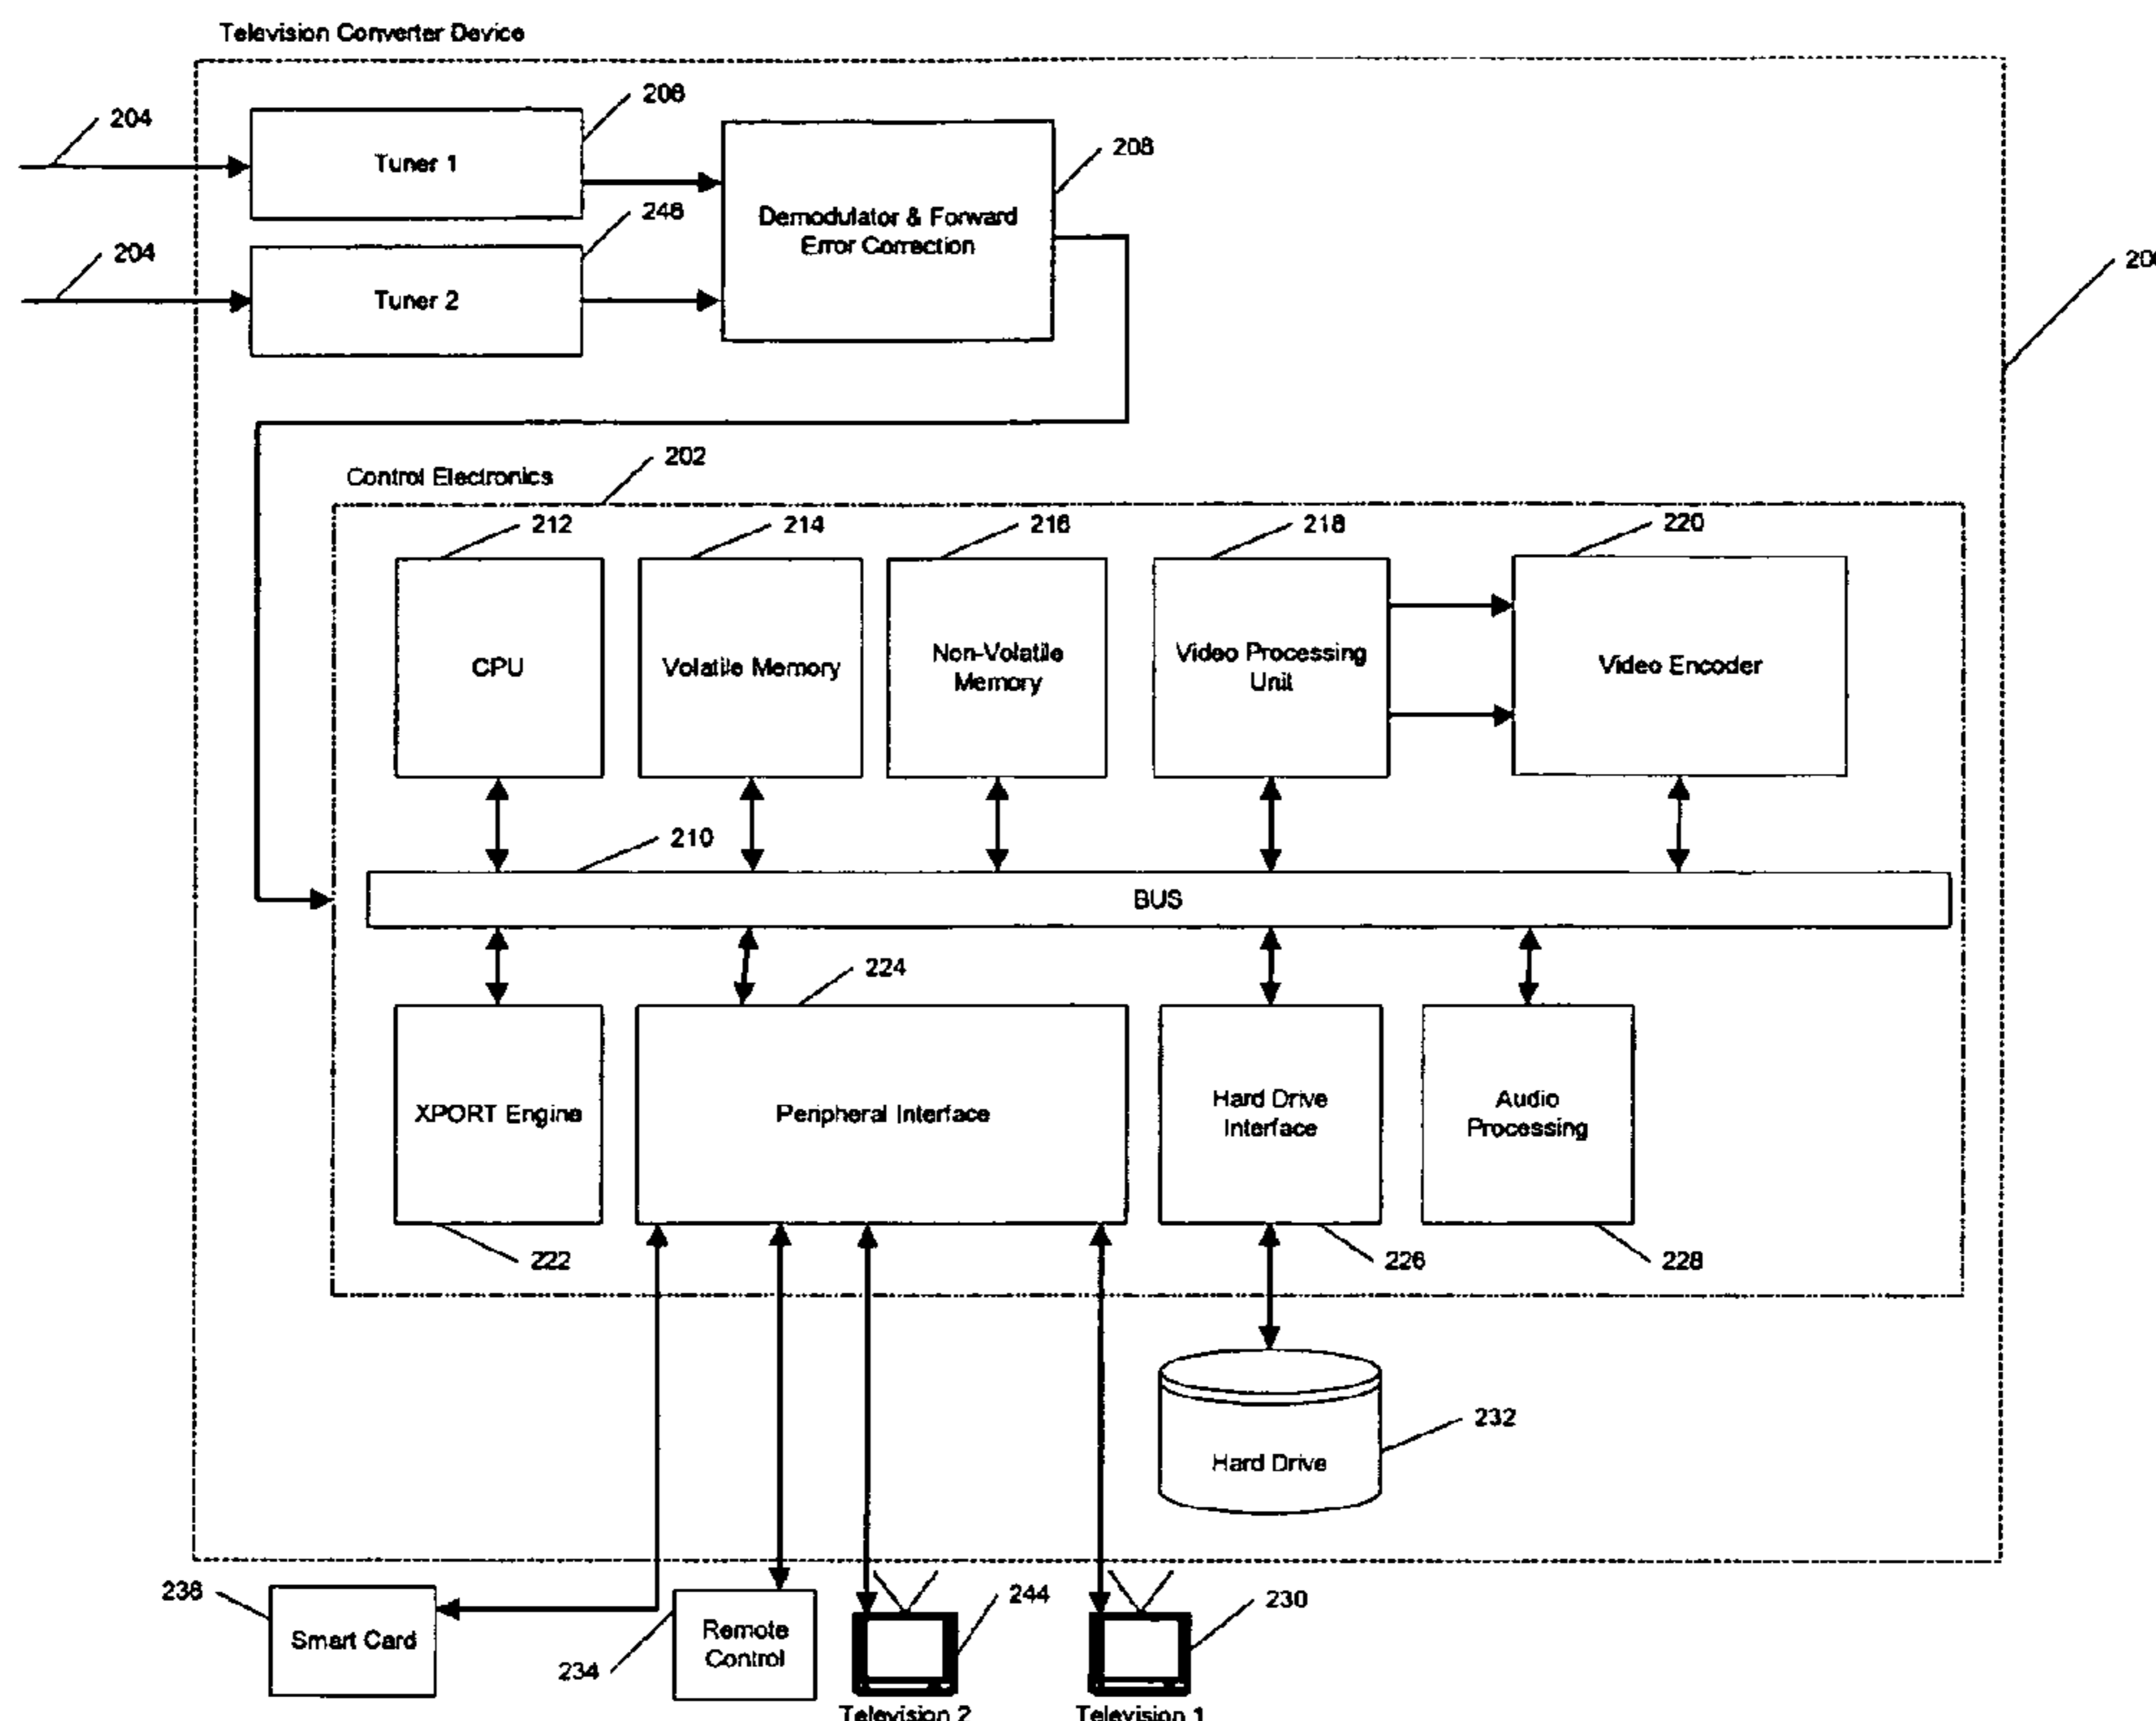 Television Converter Device
204
Tuner 1
206
204
Tuner 2
246
Demodulator & Forward
Error Correction
208
Control Electronics
202
212
CPU
214
Volatile Memory
216
Non-Volatile
Memory
218
Video Processing
Unit
220
Video Encoder
210
BUS
XPORT Engine
222
224
Peripheral Interface
Hard Drive
Interface
226
Audio
Processing
228
Hard Drive
232
236
Smart Card
234
Remote
Control
244
Television 2
230
Television 1